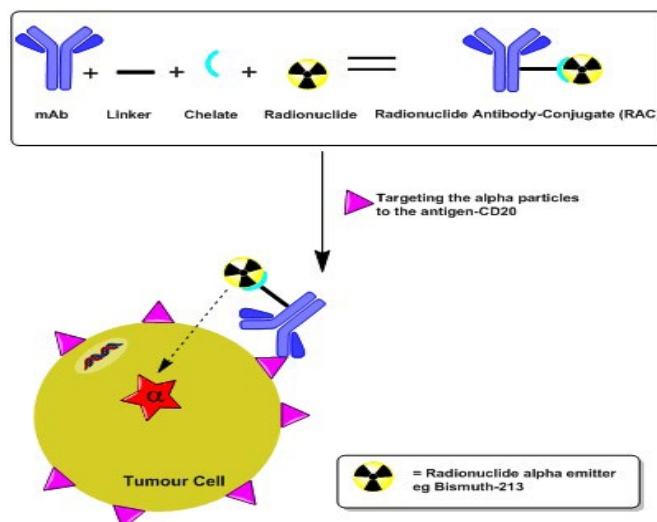 mAb
Linker
Chelate
Radionuclide
Radionuclide Antibody-Conjugate (RAC
Targeting the alpha particles
to the antigen-CD20
α
Tumour Cell
= Radionuclide alpha emitter
eg Bismuth-213